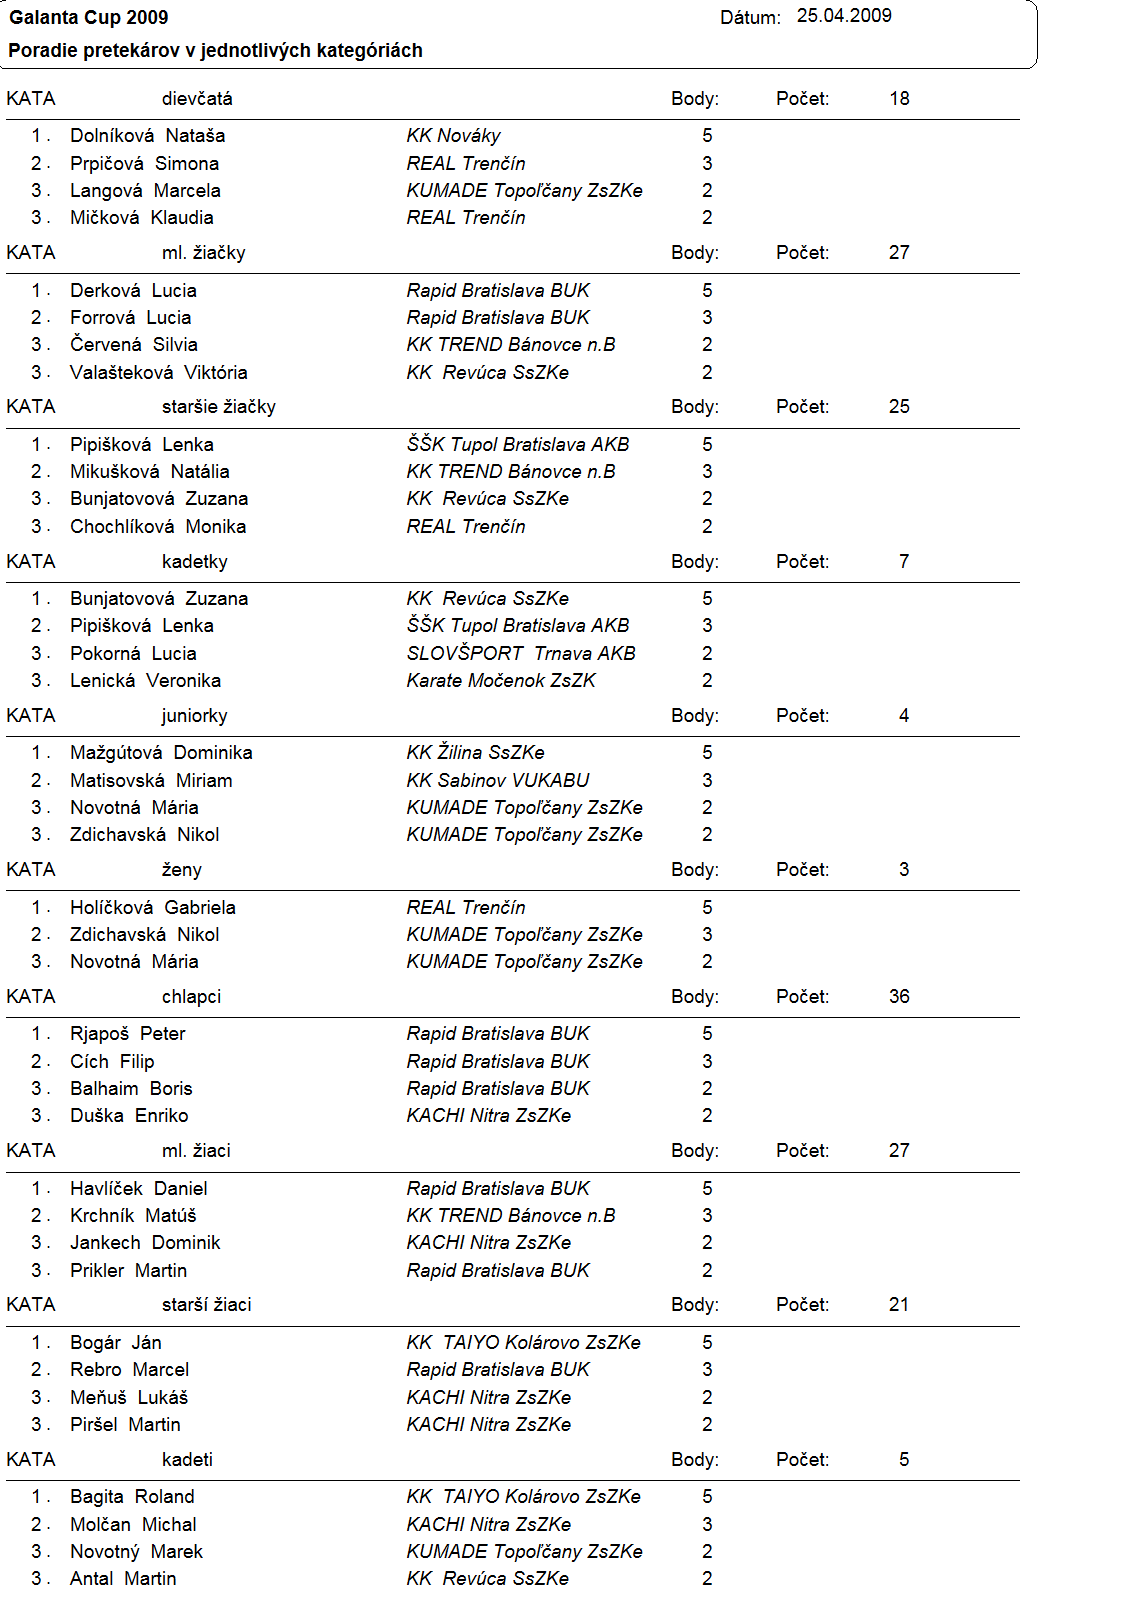 Galanta Cup 2009 Dátum: 25.04.2009
Poradie pretekárov v jednotlivých kategóriách
KATA dievčatá Body: Počet: 18
1 . Dolníková Nataša KK Nováky 5
2 . Prpičová Simona REAL Trenčín 3
3 . Langová Marcela KUMADE Topoľčany ZsZKe 2
3 . Mičková Klaudia REAL Trenčín 2
KATA ml. žiačky Body: Počet: 27
1 . Derková Lucia Rapid Bratislava BUK 5
2 . Forrová Lucia Rapid Bratislava BUK 3
3 . Červená Silvia KK TREND Bánovce n.B 2
3 . Valašteková Viktória KK Revúca SsZKe 2
KATA staršie žiačky Body: Počet: 25
1 . Pipišková Lenka ŠŠK Tupol Bratislava AKB 5
2 . Mikušková Natália KK TREND Bánovce n.B 3
3 . Bunjatovová Zuzana KK Revúca SsZKe 2
3 . Chochlíková Monika REAL Trenčín 2
KATA kadetky Body: Počet: 7
1 . Bunjatovová Zuzana KK Revúca SsZKe 5
2 . Pipišková Lenka ŠŠK Tupol Bratislava AKB 3
3 . Pokorná Lucia SLOVŠPORT Trnava AKB 2
3 . Lenická Veronika Karate Močenok ZsZK 2
KATA juniorky Body: Počet: 4
1 . Mažgútová Dominika KK Žilina SsZKe 5
2 . Matisovská Miriam KK Sabinov VUKABU 3
3 . Novotná Mária KUMADE Topoľčany ZsZKe 2
3 . Zdichavská Nikol KUMADE Topoľčany ZsZKe 2
KATA ženy Body: Počet: 3
1 . Holíčková Gabriela REAL Trenčín 5
2 . Zdichavská Nikol KUMADE Topoľčany ZsZKe 3
3 . Novotná Mária KUMADE Topoľčany ZsZKe 2
KATA chlapci Body: Počet: 36
1 . Rjapoš Peter Rapid Bratislava BUK 5
2 . Cích Filip Rapid Bratislava BUK 3
3 . Balhaim Boris Rapid Bratislava BUK 2
3 . Duška Enriko KACHI Nitra ZsZKe 2
KATA ml. žiaci Body: Počet: 27
1 . Havlíček Daniel Rapid Bratislava BUK 5
2 . Krchník Matúš KK TREND Bánovce n.B 3
3 . Jankech Dominik KACHI Nitra ZsZKe 2
3 . Prikler Martin Rapid Bratislava BUK 2
KATA starší žiaci Body: Počet: 21
1 . Bogár Ján KK TAIYO Kolárovo ZsZKe 5
2 . Rebro Marcel Rapid Bratislava BUK 3
3 . Meňuš Lukáš KACHI Nitra ZsZKe 2
3 . Piršel Martin KACHI Nitra ZsZKe 2
KATA kadeti Body: Počet: 5
1 . Bagita Roland KK TAIYO Kolárovo ZsZKe 5
2 . Molčan Michal KACHI Nitra ZsZKe 3
3 . Novotný Marek KUMADE Topoľčany ZsZKe 2
3 . Antal Martin KK Revúca SsZKe 2